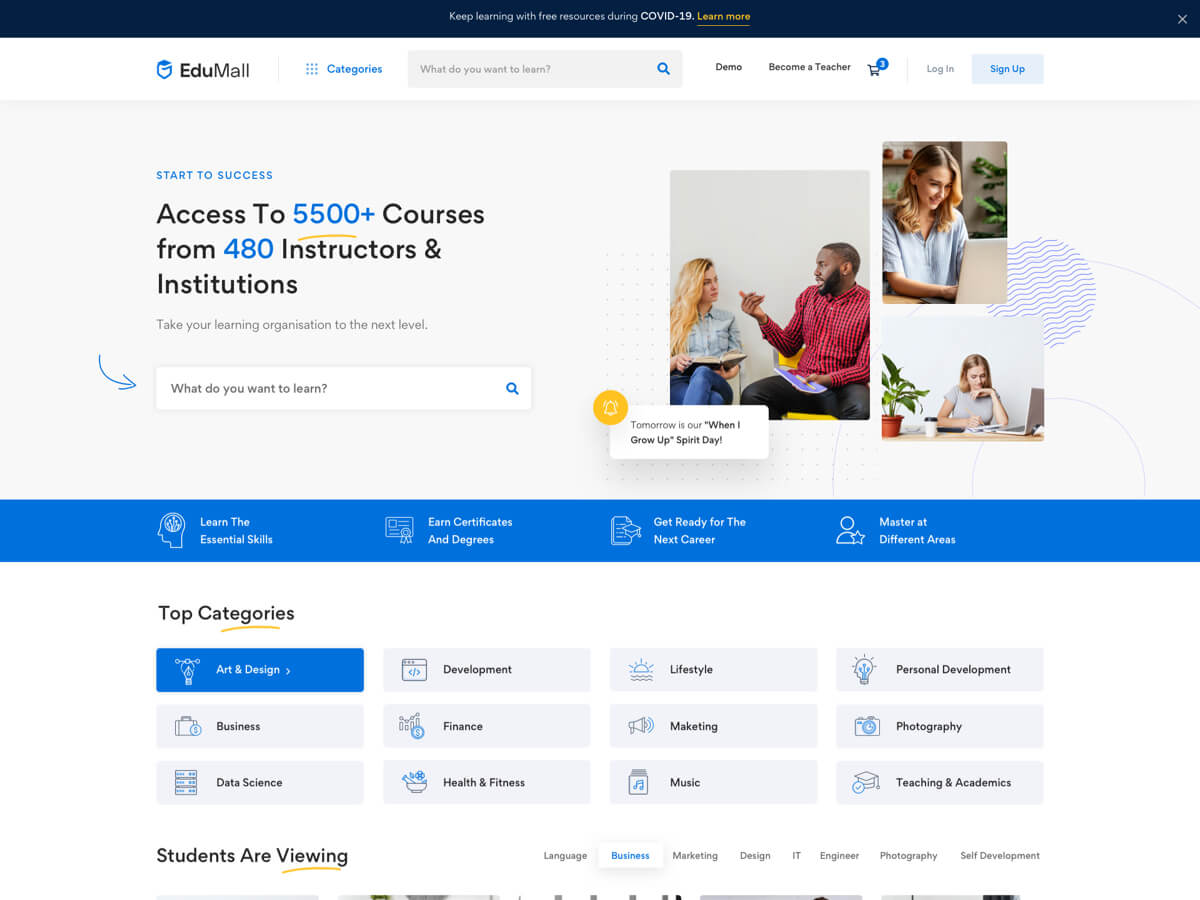 Keep learning with free resources during COVID-19. Learn more
EduMall
Categories
What do you want to learn?
Demo
Become a Teacher
3
Log In
Sign Up
START TO SUCCESS
Access To 5500+ Courses
from 480 Instructors &
Institutions
Take your learning organisation to the next level.
What do you want to learn?
Tomorrow is our "When I
Grow Up" Spirit Day!
Learn The
Essential Skills
Earn Certificates
And Degrees
Get Ready for The
Next Career
Master at
Different Areas
Top Categories
Art & Design
Development
Lifestyle
Personal Development
Business
Finance
Maketing
Photography
Data Science
Health & Fitness
Music
Teaching & Academics
Students Are Viewing
Language
Business
Marketing
Design
IT
Engineer
Photography
Self Development